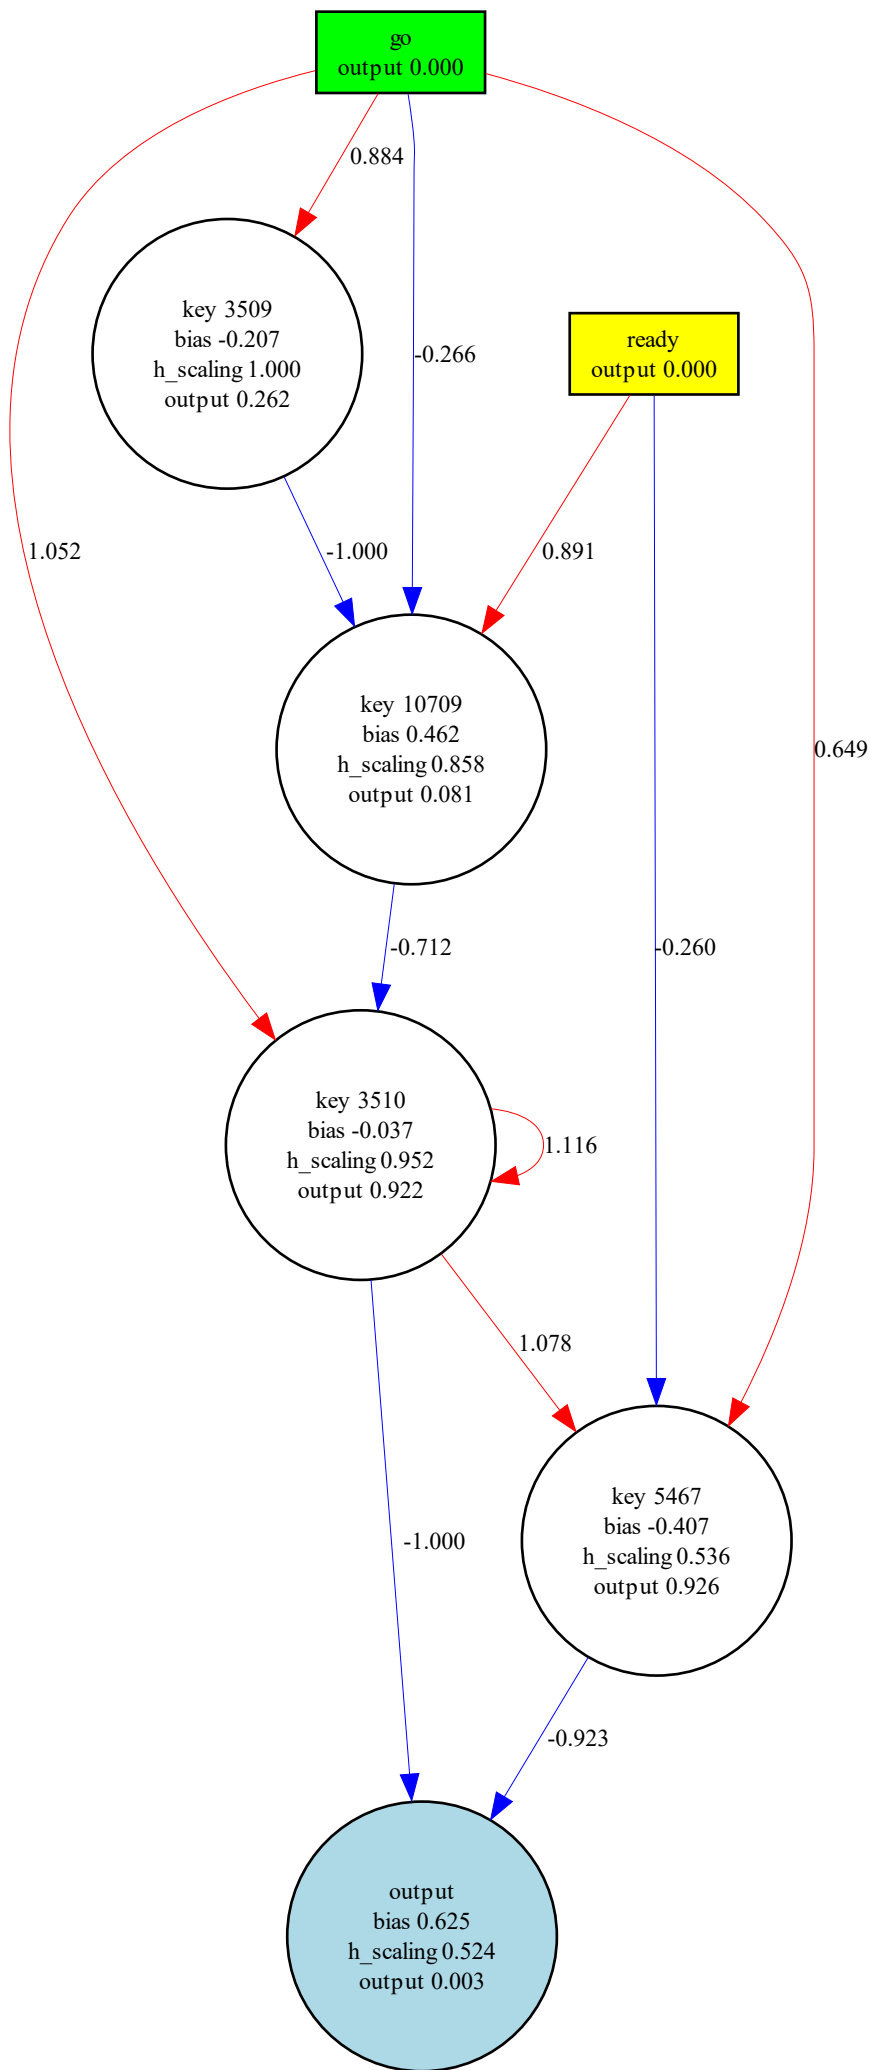 go
output 0.000
0.884
key 3509
bias -0.207
h_scaling 1.000
output 0.262
-0.266
ready
output 0.000
1.052
-1.000
0.891
key 10709
bias 0.462
h_scaling 0.858
output 0.081
0.649
-0.712
-0.260
key 3510
bias -0.037
h_scaling 0.952
output 0.922
1.116
1.078
-1.000
key 5467
bias -0.407
h_scaling 0.536
output 0.926
-0.923
output
bias 0.625
h_scaling 0.524
output 0.003